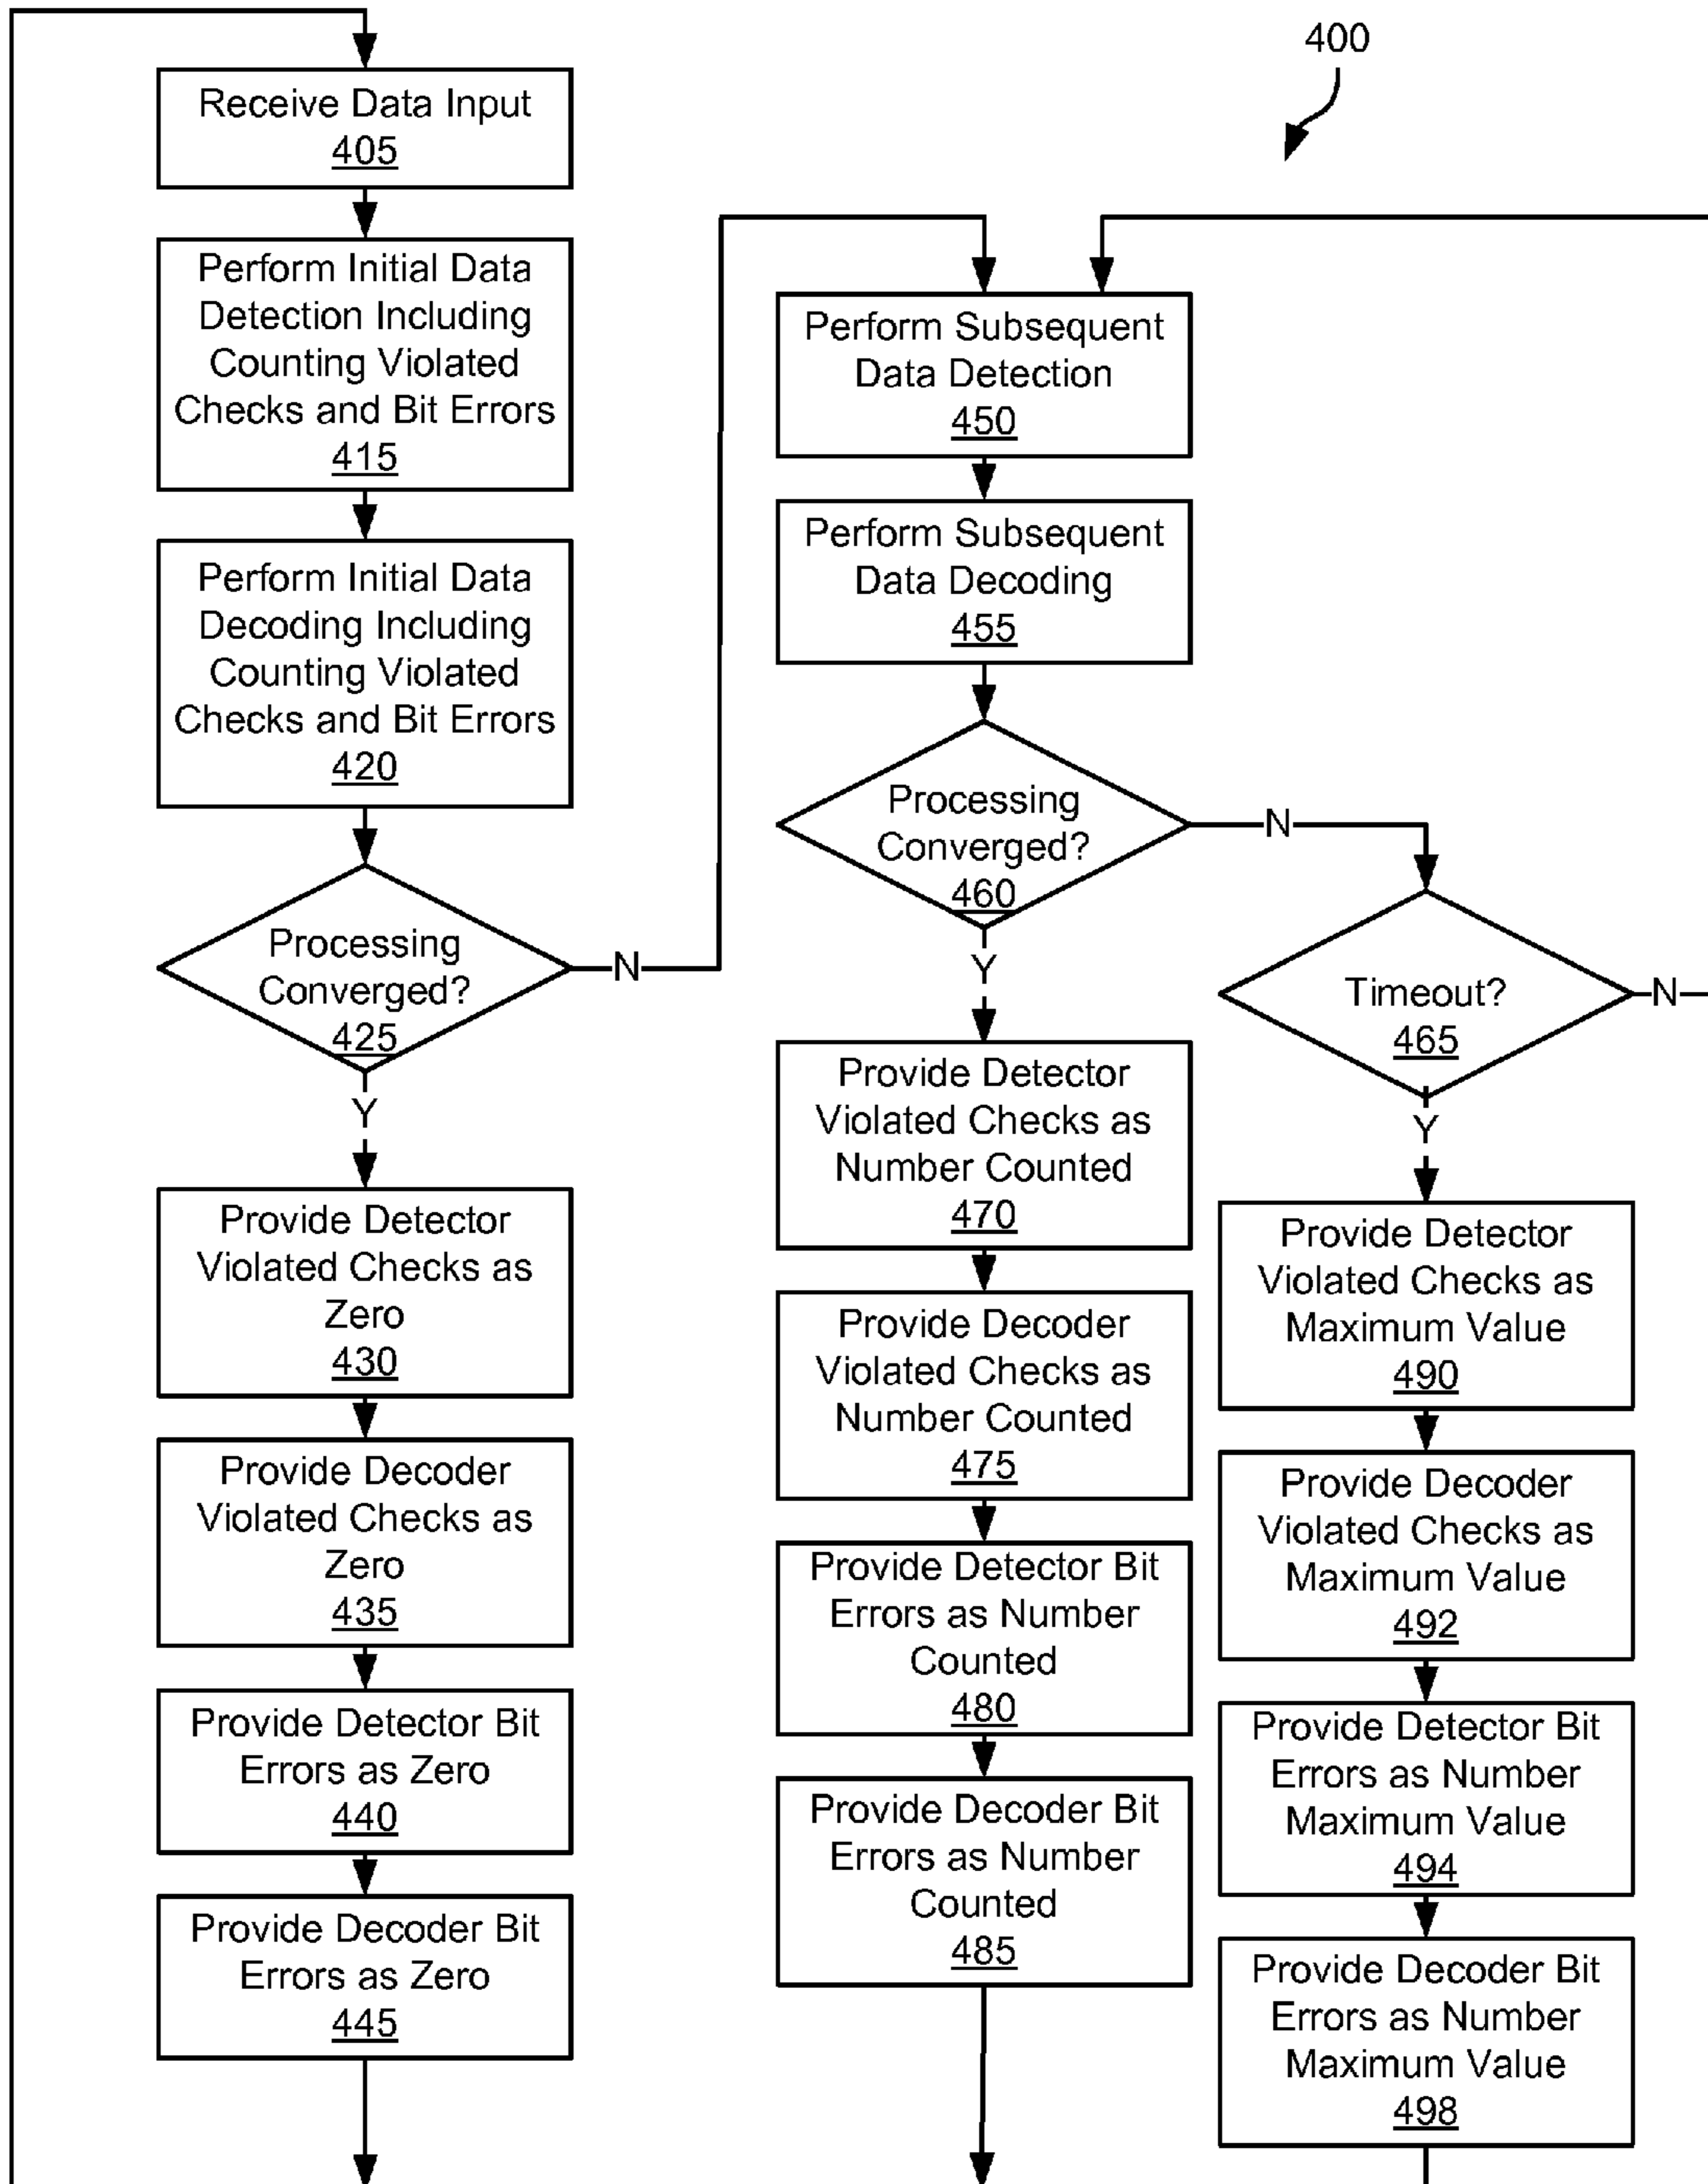 400
Receive Data Input
405
Perform Initial Data
Detection Including
Counting Violated
Checks and Bit Errors
415
Perform Initial Data
Decoding Including
Counting Violated
Checks and Bit Errors
420
Processing
Converged?
425
N
Y
Provide Detector
Violated Checks as
Zero
430
Provide Decoder
Violated Checks as
Zero
435
Provide Detector Bit
Errors as Zero
440
Provide Decoder Bit
Errors as Zero
445
Perform Subsequent
Data Detection
450
Perform Subsequent
Data Decoding
455
Processing
Converged?
460
N
Y
Provide Detector
Violated Checks as
Number Counted
470
Provide Decoder
Violated Checks as
Number Counted
475
Provide Detector Bit
Errors as Number
Counted
480
Provide Decoder Bit
Errors as Number
Counted
485
Timeout?
465
N
Y
Provide Detector
Violated Checks as
Maximum Value
490
Provide Decoder
Violated Checks as
Maximum Value
492
Provide Detector Bit
Errors as Number
Maximum Value
494
Provide Decoder Bit
Errors as Number
Maximum Value
498